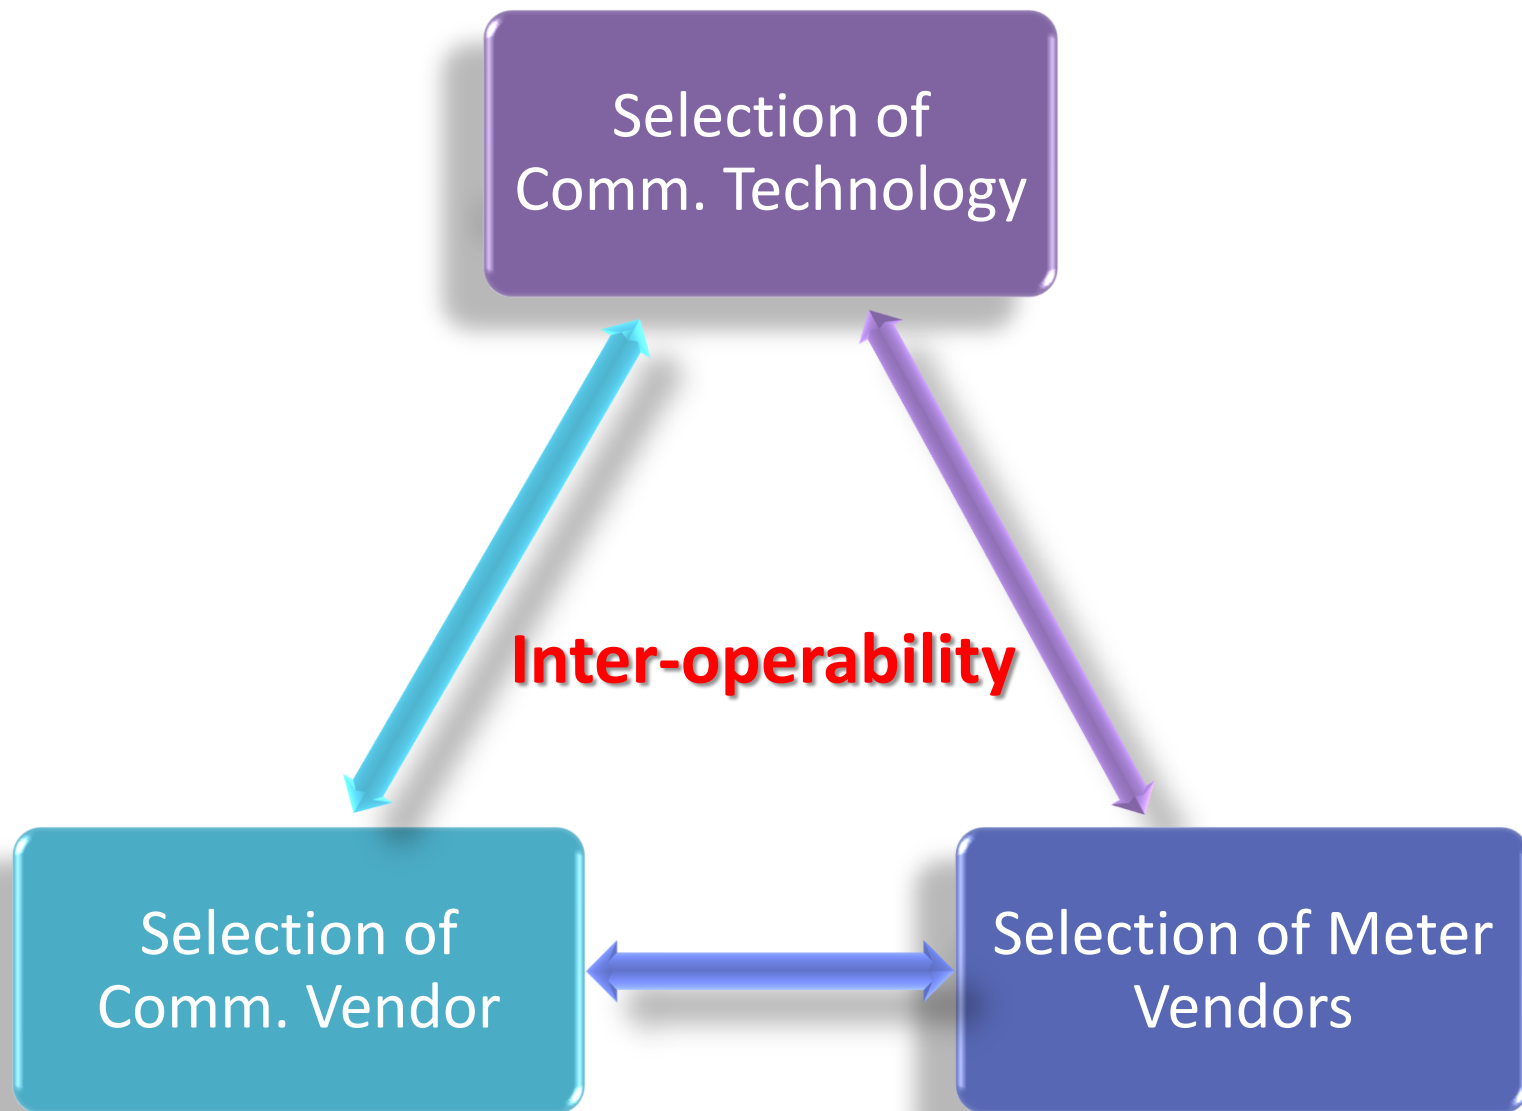 Selection of
Comm. Technology
Inter-operability
Selection of
Comm. Vendor
Selection of Meter
Vendors